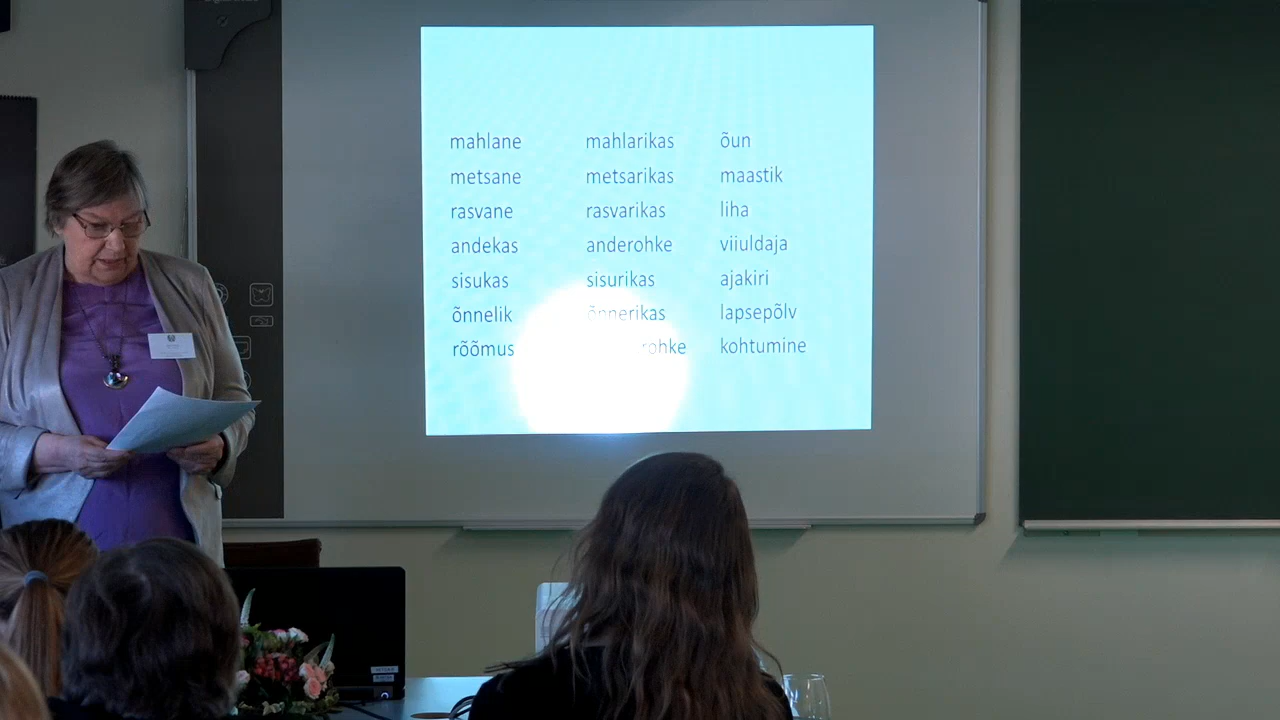 mahlane mahlarikas õun
metsane metsarikas maastik
rasvane rasvarikas liha
andekas anderohke viiuldaja
sisukas sisurikas ajakiri
õnnelik õnnerikas lapsepõlv
rõõmus kohtumine